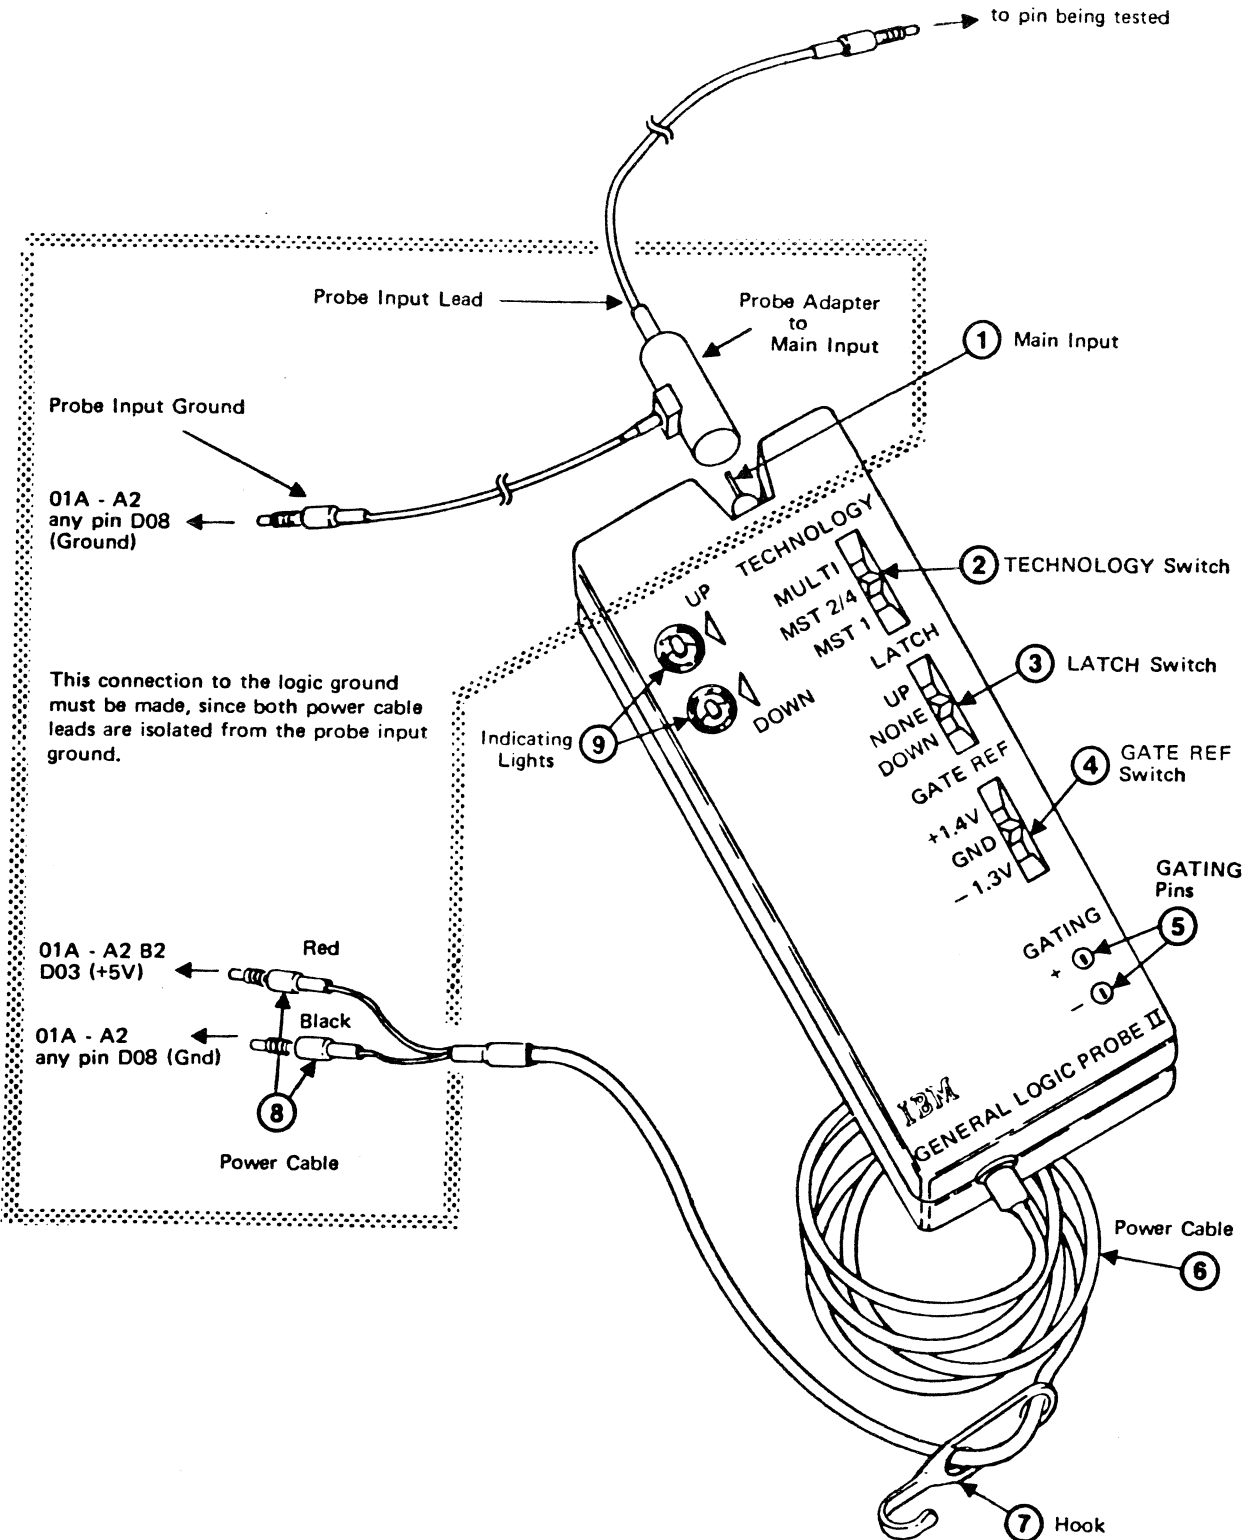 to pin being tested
Probe Input Lead
Probe Adapter
to
Main Input
1 Main Input
Probe Input Ground
01A - A2
any pin D08
(Ground)
TECHNOLOGY
MULTI
MST 2/4
MST 1
2 TECHNOLOGY Switch
UP
DOWN
LATCH
UP
NONE
DOWN
3 LATCH Switch
This connection to the logic ground
must be made, since both power cable
leads are isolated from the probe input
ground.
Indicating
Lights
9
GATE REF
+1.4V
GND
— 1.3V
4 GATE REF
Switch
GATING
Pins
5
GATING
+
—
01A - A2 B2
D03 (+5V)
Red
01A - A2
any pin D08 (Gnd)
Black
8
Power Cable
IBM
GENERAL LOGIC PROBE II
Power Cable
6
7 Hook